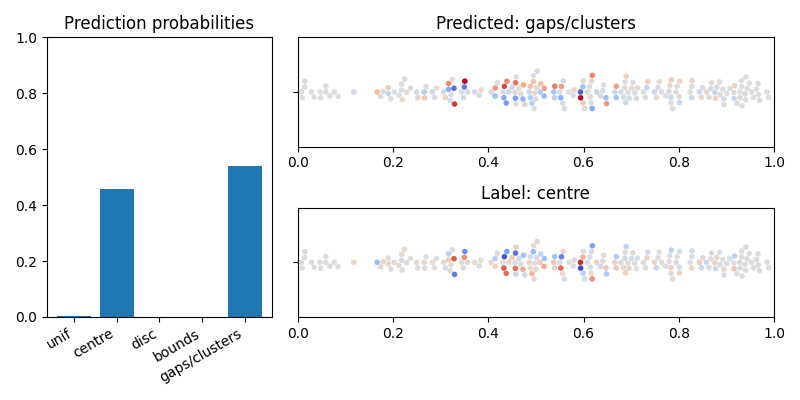 Prediction probabilities
1.0
0.8
0.6
0.4
0.2
0.0
unif
centre
disc
bounds
gaps/clusters
Predicted: gaps/clusters
0.0 0.2 0.4 0.6 0.8 1.0
Label: centre
0.0 0.2 0.4 0.6 0.8 1.0